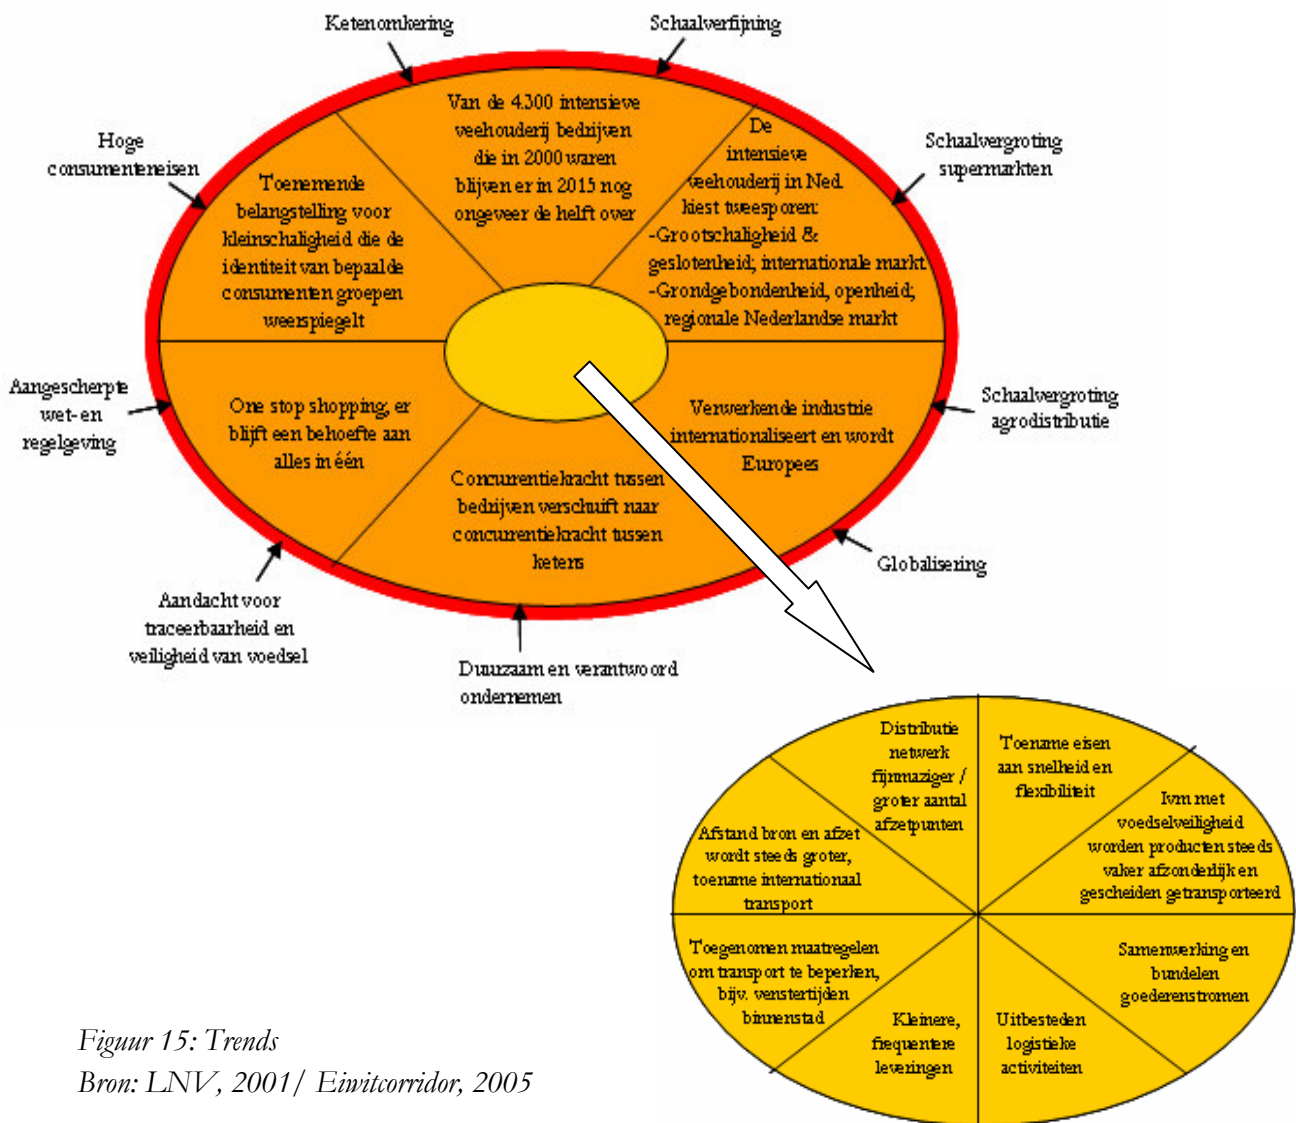 Ketenomkering
Schaalverfijning
Hoge
consumenteneisen
Schaalvergroting
supermarkten
Aangescherpte
wet- en
regelgeving
Schaalvergroting
agrodistributie
Aandacht voor
traceerbaarheid en
veiligheid van voedsel
Duurzaam en verantwoord
ondernemen
Globalisering
Van de 4.300 intensieve
veehouderij bedrijven
die in 2000 waren
blijven er in 2015 nog
ongeveer de helft over
De
intensieve
veehouderij in Ned.
kiest tweesporen:
-Grootschaligheid &
geslotenheid; internationale markt
-Grondgebondenheid, openheid;
regionale Nederlandse markt
Toenemende
belangstelling voor
kleinschaligheid die de
identiteit van bepaalde
consumenten groepen
weerspiegelt
One stop shopping; er
blijft een behoefte aan
alles in één
Concurrentiekracht tussen
bedrijven verschuift naar
concurrentiekracht tussen
ketens
Verwerkende industrie
internationaliseert en wordt
Europees
Distributie
netwerk
fijnmaziger /
groter aantal
afzetpunten
Toename eisen
aan snelheid en
flexibiliteit
Ivm met
voedselveiligheid
worden producten steeds
vaker afzonderlijk en
gescheiden getransporteerd
Afstand bron en afzet
wordt steeds groter,
toename internationaal
transport
Toegenomen maatregelen
om transport te beperken,
bijv. venstertijden
binnenstad
Kleinere,
frequentere
leveringen
Uitbesteden
logistieke
activiteiten
Samenwerking en
bundelen
goederenstromen
Figuur 15: Trends
Bron: LNV, 2001/ Eiwitcorridor, 2005